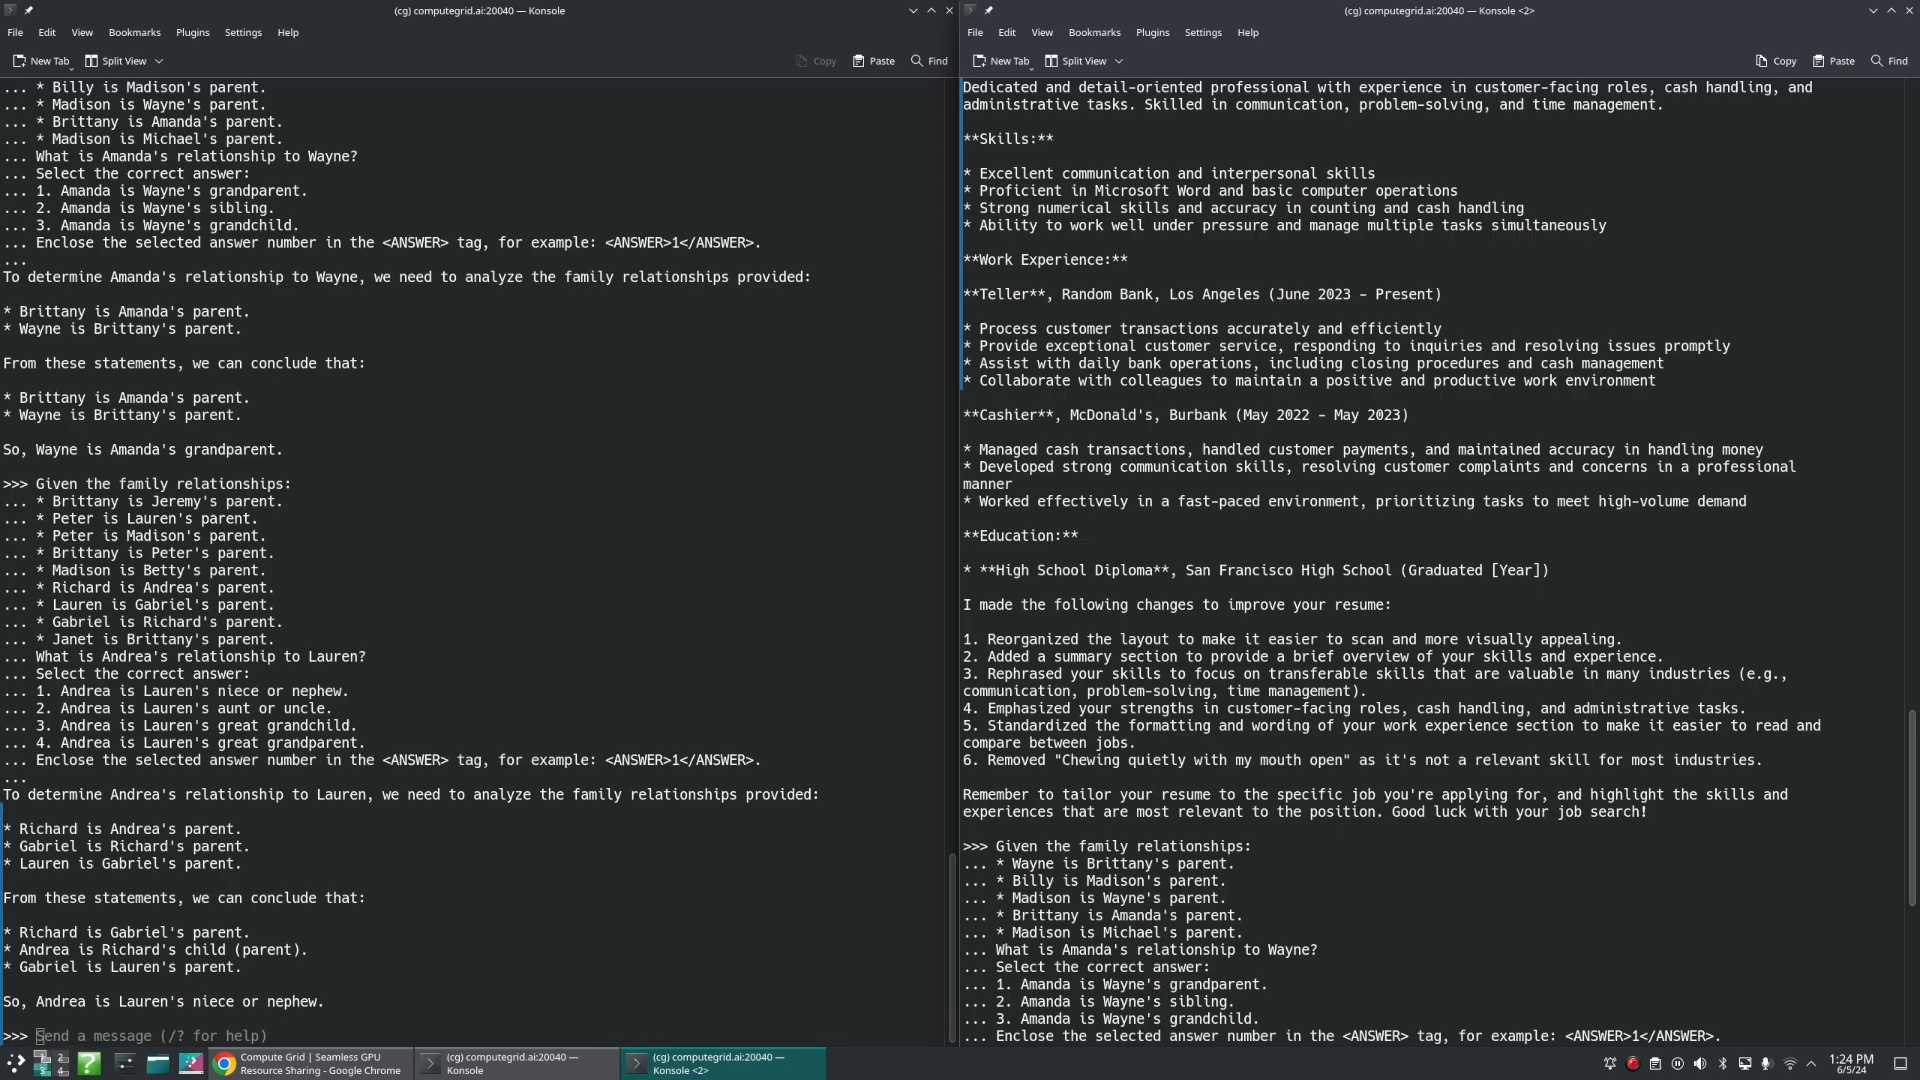 (cg) computegrid.ai:20040 — Konsole
File Edit View Bookmarks Plugins Settings Help
New Tab Split View Copy Paste Find
... * Billy is Madison's parent.
... * Madison is Wayne's parent.
... * Brittany is Amanda's parent.
... * Madison is Michael's parent.
... What is Amanda's relationship to Wayne?
... Select the correct answer:
... 1. Amanda is Wayne's grandparent.
... 2. Amanda is Wayne's sibling.
... 3. Amanda is Wayne's grandchild.
... Enclose the selected answer number in the <ANSWER> tag, for example: <ANSWER>1</ANSWER>.
...
To determine Amanda's relationship to Wayne, we need to analyze the family relationships provided:
* Brittany is Amanda's parent.
* Wayne is Brittany's parent.
From these statements, we can conclude that:
* Brittany is Amanda's parent.
* Wayne is Brittany's parent.
So, Wayne is Amanda's grandparent.
>>> Given the family relationships:
... * Brittany is Jeremy's parent.
... * Peter is Lauren's parent.
... * Peter is Madison's parent.
... * Brittany is Peter's parent.
... * Madison is Betty's parent.
... * Richard is Andrea's parent.
... * Lauren is Gabriel's parent.
... * Gabriel is Richard's parent.
... * Janet is Brittany's parent.
... What is Andrea's relationship to Lauren?
... Select the correct answer:
... 1. Andrea is Lauren's niece or nephew.
... 2. Andrea is Lauren's aunt or uncle.
... 3. Andrea is Lauren's great grandchild.
... 4. Andrea is Lauren's great grandparent.
... Enclose the selected answer number in the <ANSWER> tag, for example: <ANSWER>1</ANSWER>.
...
To determine Andrea's relationship to Lauren, we need to analyze the family relationships provided:
* Richard is Andrea's parent.
* Gabriel is Richard's parent.
* Lauren is Gabriel's parent.
From these statements, we can conclude that:
* Richard is Gabriel's parent.
* Andrea is Richard's child (parent).
* Gabriel is Lauren's parent.
So, Andrea is Lauren's niece or nephew.
>>> Send a message (/? for help)
(cg) computegrid.ai:20040 — Konsole <2>
File Edit View Bookmarks Plugins Settings Help
New Tab Split View Copy Paste Find
Dedicated and detail-oriented professional with experience in customer-facing roles, cash handling, and
administrative tasks. Skilled in communication, problem-solving, and time management.
**Skills:**
* Excellent communication and interpersonal skills
* Proficient in Microsoft Word and basic computer operations
* Strong numerical skills and accuracy in counting and cash handling
* Ability to work well under pressure and manage multiple tasks simultaneously
**Work Experience:**
**Teller**, Random Bank, Los Angeles (June 2023 - Present)
* Process customer transactions accurately and efficiently
* Provide exceptional customer service, responding to inquiries and resolving issues promptly
* Assist with daily bank operations, including closing procedures and cash management
* Collaborate with colleagues to maintain a positive and productive work environment
**Cashier**, McDonald's, Burbank (May 2022 - May 2023)
* Managed cash transactions, handled customer payments, and maintained accuracy in handling money
* Developed strong communication skills, resolving customer complaints and concerns in a professional
manner
* Worked effectively in a fast-paced environment, prioritizing tasks to meet high-volume demand
**Education:**
* **High School Diploma**, San Francisco High School (Graduated [Year])
I made the following changes to improve your resume:
1. Reorganized the layout to make it easier to scan and more visually appealing.
2. Added a summary section to provide a brief overview of your skills and experience.
3. Rephrased your skills to focus on transferable skills that are valuable in many industries (e.g.,
communication, problem-solving, time management).
4. Emphasized your strengths in customer-facing roles, cash handling, and administrative tasks.
5. Standardized the formatting and wording of your work experience section to make it easier to read and
compare between jobs.
6. Removed "Chewing quietly with my mouth open" as it's not a relevant skill for most industries.
Remember to tailor your resume to the specific job you're applying for, and highlight the skills and
experiences that are most relevant to the position. Good luck with your job search!
>>> Given the family relationships:
... * Wayne is Brittany's parent.
... * Billy is Madison's parent.
... * Madison is Wayne's parent.
... * Brittany is Amanda's parent.
... * Madison is Michael's parent.
... What is Amanda's relationship to Wayne?
... Select the correct answer:
... 1. Amanda is Wayne's grandparent.
... 2. Amanda is Wayne's sibling.
... 3. Amanda is Wayne's grandchild.
... Enclose the selected answer number in the <ANSWER> tag, for example: <ANSWER>1</ANSWER>.
1 2
3 4
Compute Grid | Seamless GPU
Resource Sharing - Google Chrome
(cg) computegrid.ai:20040 —
Konsole
(cg) computegrid.ai:20040 —
Konsole <2>
1:24 PM
6/5/24